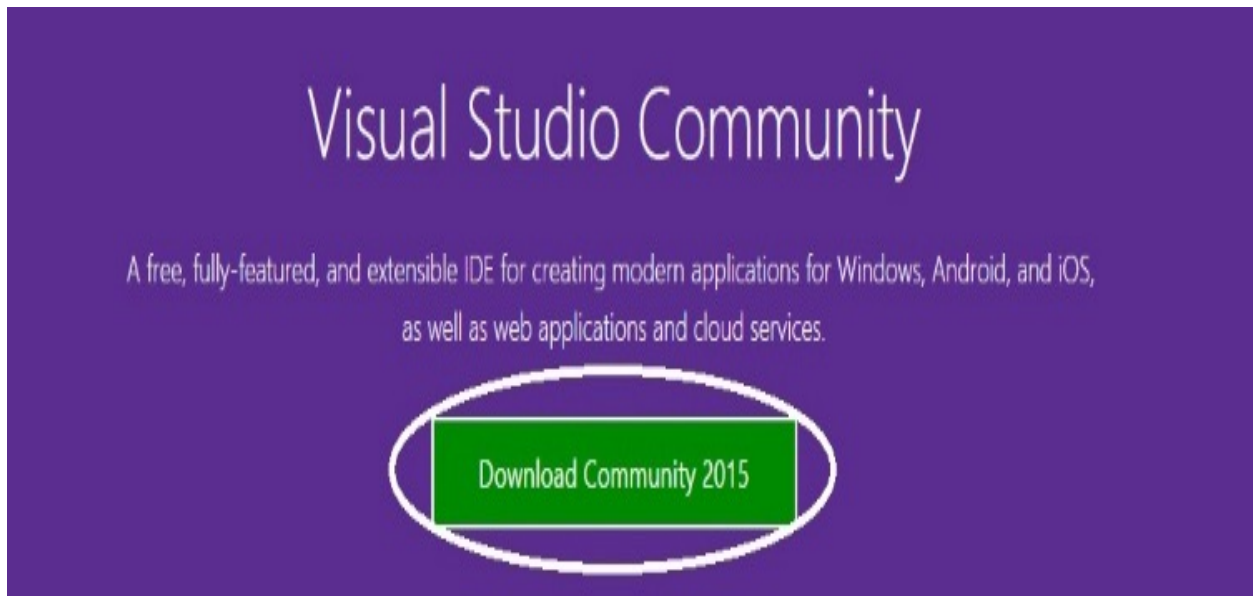 Visual Studio Community
A free, fully-featured, and extensible IDE for creating modern applications for Windows, Android, and iOS,
as well as web applications and cloud services.
Download Community 2015